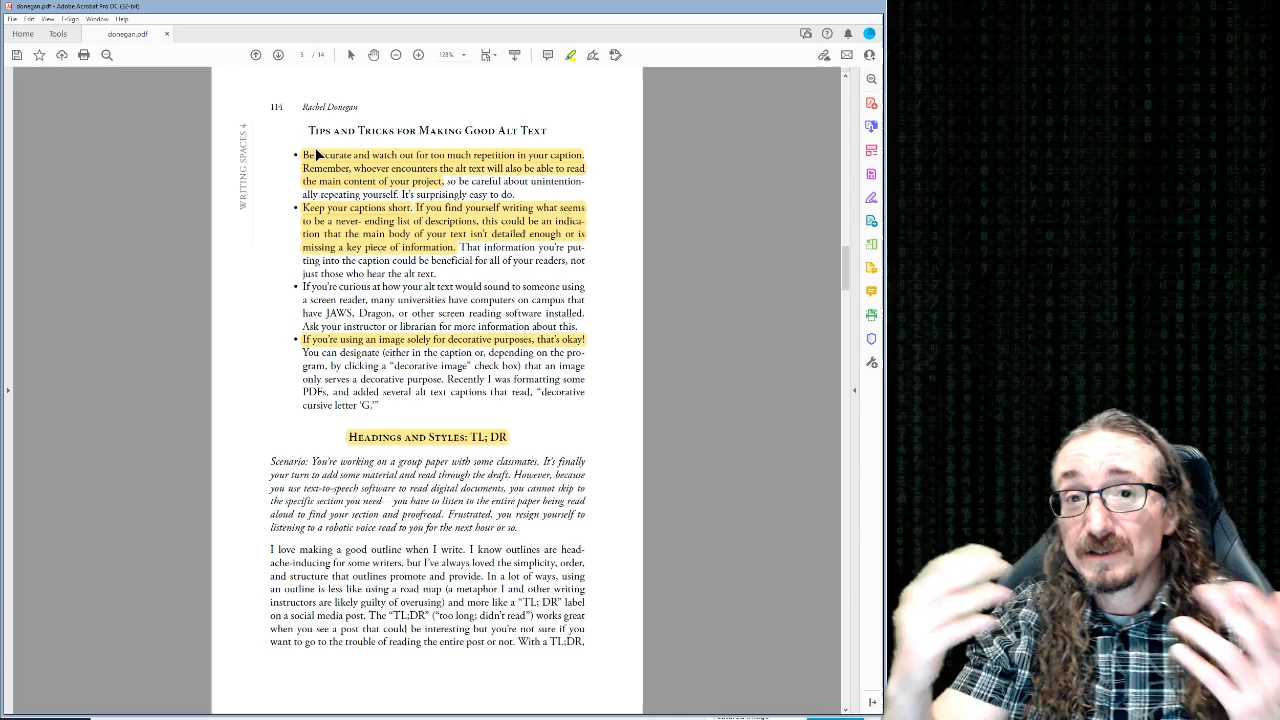 donegan.pdf - Adobe Acrobat Pro DC (32-bit)
File Edit View E-Sign Window Help
Home Tools donegan.pdf ×
5 / 14 128%
114 Rachel Donegan
WRITING SPACES 4
Tips and Tricks for Making Good Alt Text
• Be accurate and watch out for too much repetition in your caption.
Remember, whoever encounters the alt text will also be able to read
the main content of your project, so be careful about unintention-
ally repeating yourself. It's surprisingly easy to do.
• Keep your captions short. If you find yourself writing what seems
to be a never- ending list of descriptions, this could be an indica-
tion that the main body of your text isn't detailed enough or is
missing a key piece of information. That information you're put-
ting into the caption could be beneficial for all of your readers, not
just those who hear the alt text.
• If you're curious at how your alt text would sound to someone using
a screen reader, many universities have computers on campus that
have JAWS, Dragon, or other screen reading software installed.
Ask your instructor or librarian for more information about this.
• If you're using an image solely for decorative purposes, that's okay!
You can designate (either in the caption or, depending on the pro-
gram, by clicking a “decorative image” check box) that an image
only serves a decorative purpose. Recently I was formatting some
PDFs, and added several alt text captions that read, “decorative
cursive letter ‘G.’”
Headings and Styles: TL; DR
Scenario: You're working on a group paper with some classmates. It's finally
your turn to add some material and read through the draft. However, because
you use text-to-speech software to read digital documents, you cannot skip to
the specific section you need you have to listen to the entire paper being read
aloud to find your section and proofread. Frustrated, you resign yourself to
listening to a robotic voice read to you for the next hour or so.
I love making a good outline when I write. I know outlines are head-
ache-inducing for some writers, but I've always loved the simplicity, order,
and structure that outlines promote and provide. In a lot of ways, using
an outline is less like using a road map (a metaphor I and other writing
instructors are likely guilty of overusing) and more like a “TL; DR” label
on a social media post. The “TL;DR” (“too long; didn't read”) works great
when you see a post that could be interesting but you're not sure if you
want to go to the trouble of reading the entire post or not. With a TL;DR,